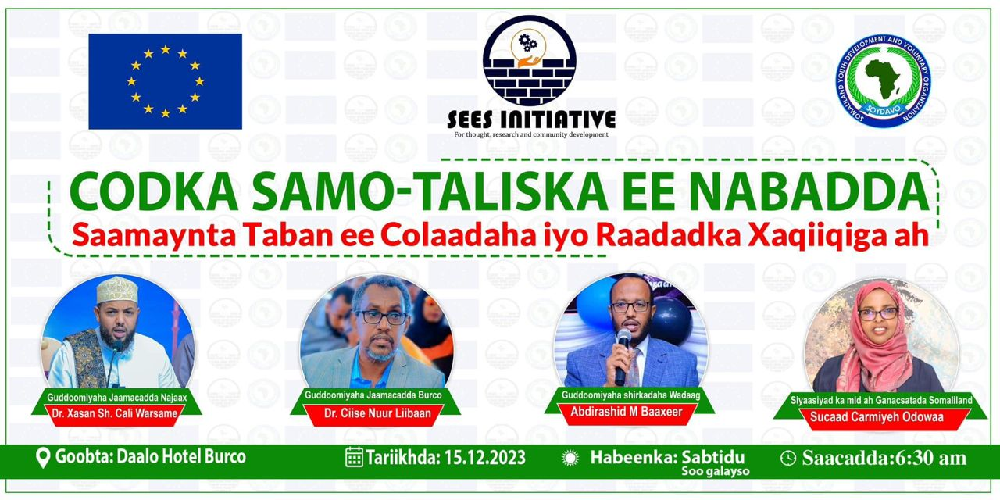 SEES INITIATIVE
For thought, research and community development
SOMALILAND YOUTH DEVELOPMENT AND VOLUNTARY ORGANIZATION
SOYDAVO
CODKA SAMO-TALISKA EE NABADDA
Saamaynta Taban ee Colaadaha iyo Raadadka Xaqiiqiga ah
Guddoomiyaha Jaamacadda Najaax
Dr. Xasan Sh. Cali Warsame
Guddoomiyaha Jaamacadda Burco
Dr. Ciise Nuur Liibaan
Guddoomiyaha shirkadaha Wadaag
Abdirashid M Baaxeer
Siyaasiyad ka mid ah Ganacsatada Somaliland
Sucaad Carmiyeh Odowaa
Goobta: Daalo Hotel Burco
Tariikhda: 15.12.2023
Habeenka: Sabtidu
Soo galayso
Saacadda:6:30 am